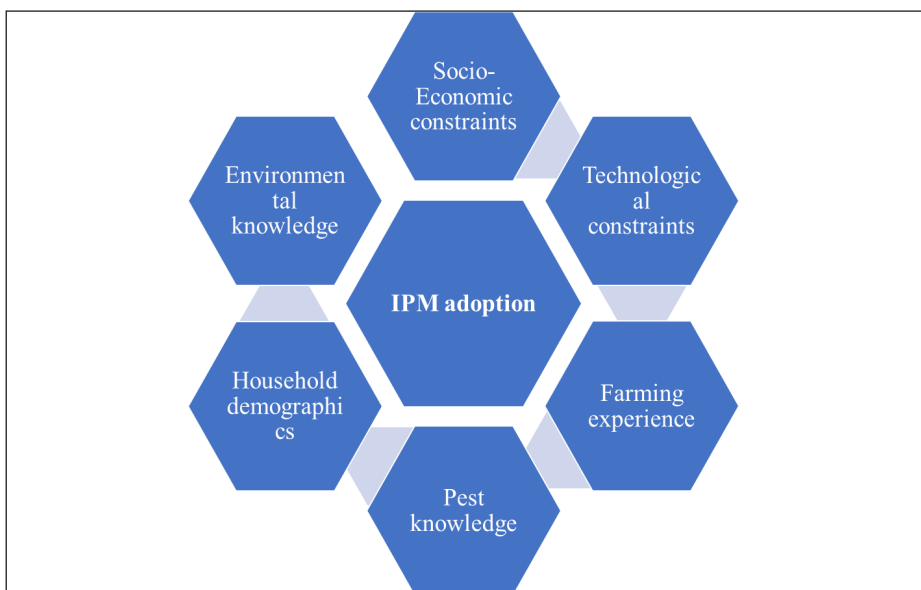 Socio-
Economic
constraints
Technologic
al
constraints
Farming
experience
Pest
knowledge
Household
demographi
cs
Environmen
tal
knowledge
IPM adoption